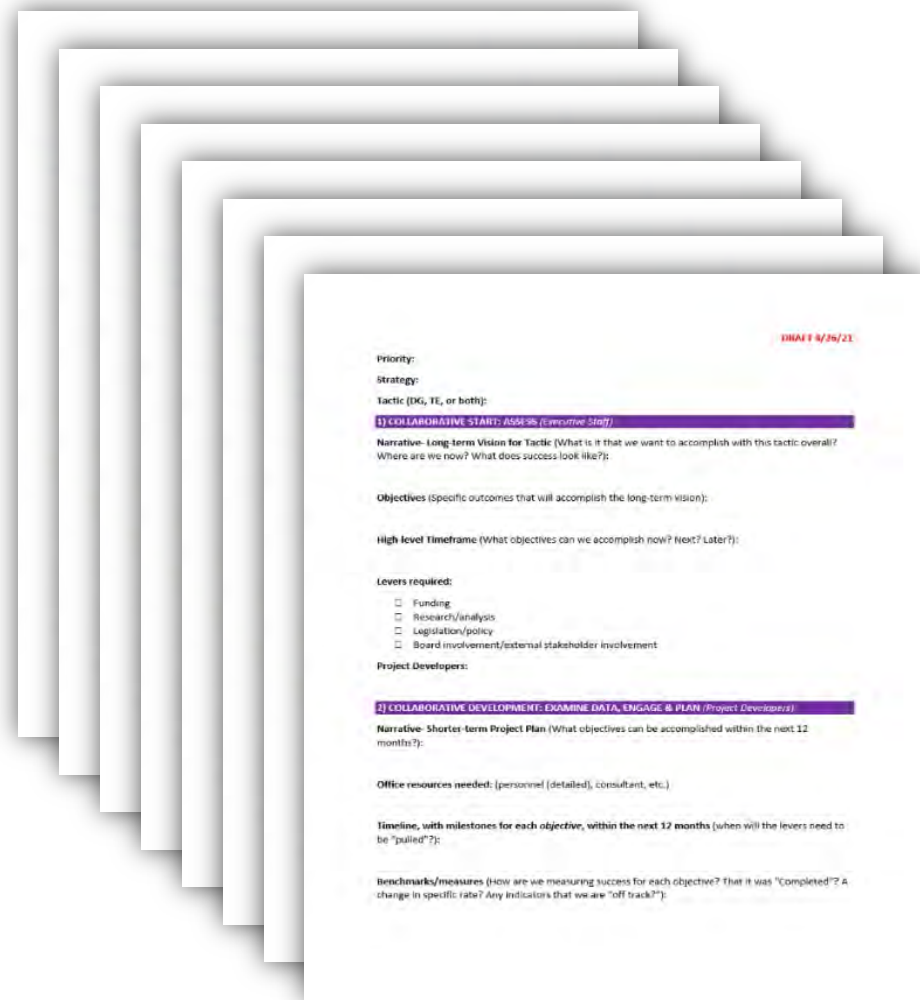 DRAFT 4/26/21
Priority:
Strategy:
Tactic (DG, TE, or both):
1) COLLABORATIVE START: ASSESS (Executive Staff)
Narrative- Long-term Vision for Tactic (What is it that we want to accomplish with this tactic overall?
Where are we now? What does success look like?):
Objectives (Specific outcomes that will accomplish the long-term vision):
High-level Timeframe (What objectives can we accomplish now? Next? Later?):
Levers required:
☐ Funding
☐ Research/analysis
☐ Legislation/policy
☐ Board involvement/external stakeholder involvement
Project Developers:
2) COLLABORATIVE DEVELOPMENT: EXAMINE DATA, ENGAGE & PLAN (Project Developers)
Narrative- Shorter-term Project Plan (What objectives can be accomplished within the next 12
months?):
Office resources needed: (personnel (detailed), consultant, etc.)
Timeline, with milestones for each objective, within the next 12 months (when will the levers need to
be "pulled"?):
Benchmarks/measures (How are we measuring success for each objective? That it was "Completed"? A
change in specific rate? Any indicators that we are "off track?"):